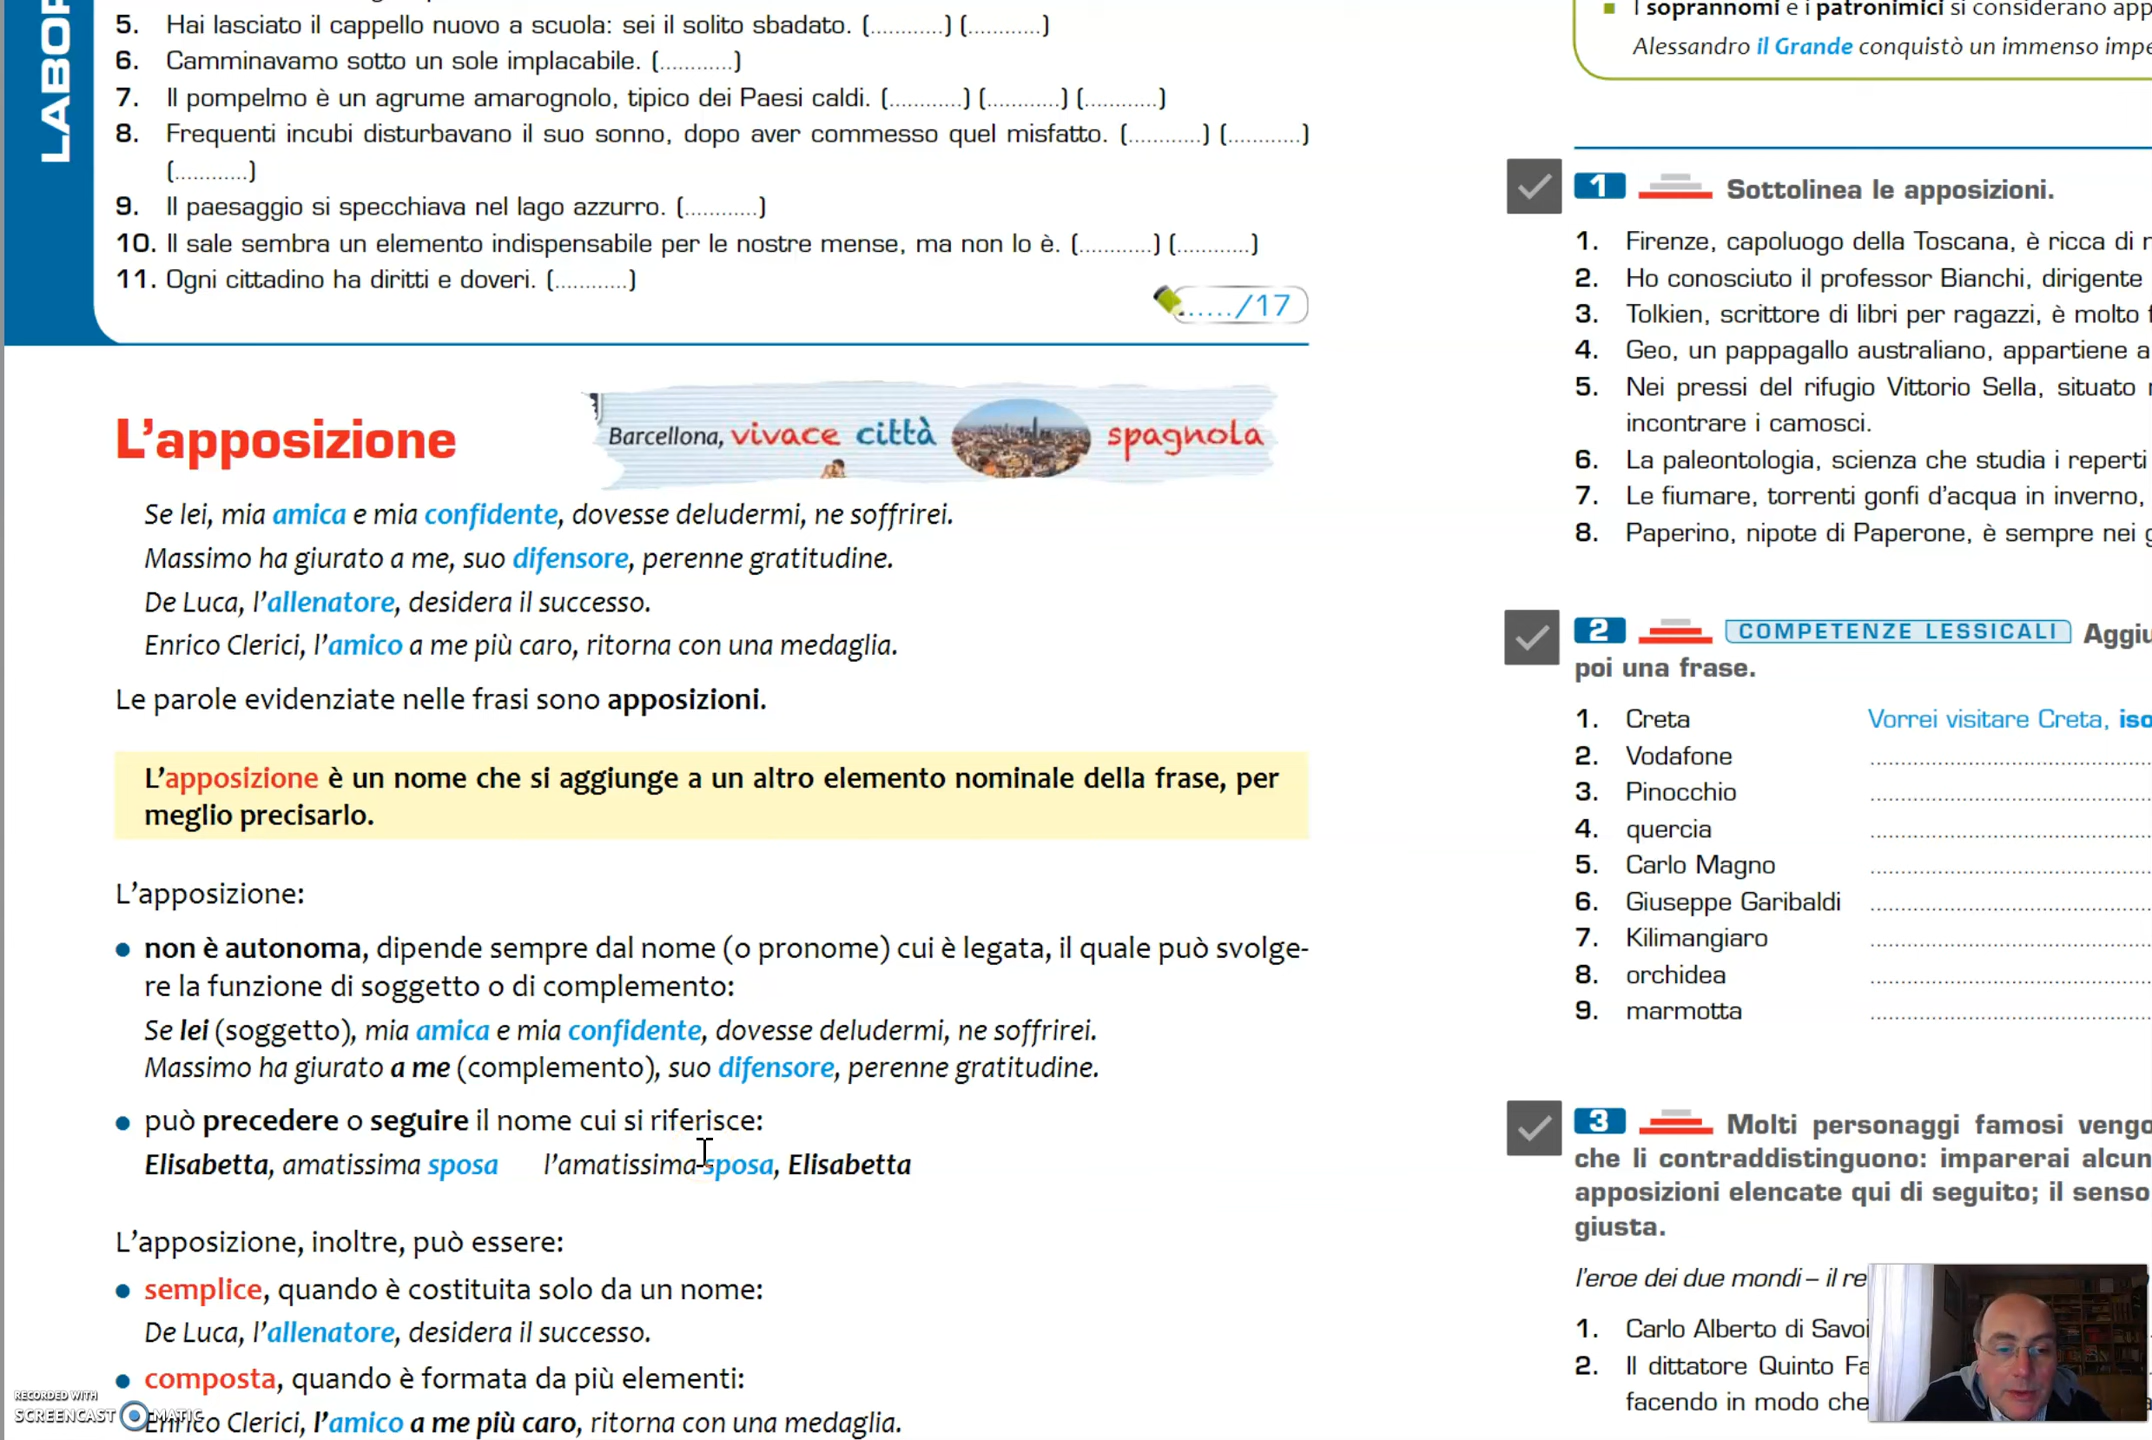 LABOR
5. Hai lasciato il cappello nuovo a scuola: sei il solito sbadato. (............) (............)
6. Camminavamo sotto un sole implacabile. (............)
7. Il pompelmo è un agrume amarognolo, tipico dei Paesi caldi. (............) (............) (............)
8. Frequenti incubi disturbavano il suo sonno, dopo aver commesso quel misfatto. (............) (............)
(............)
9. Il paesaggio si specchiava nel lago azzurro. (............)
10. Il sale sembra un elemento indispensabile per le nostre mense, ma non lo è. (............) (............)
11. Ogni cittadino ha diritti e doveri. (............)
....../17
L'apposizione
Barcellona, vivace città spagnola
Se lei, mia amica e mia confidente, dovesse deludermi, ne soffrirei.
Massimo ha giurato a me, suo difensore, perenne gratitudine.
De Luca, l'allenatore, desidera il successo.
Enrico Clerici, l'amico a me più caro, ritorna con una medaglia.
Le parole evidenziate nelle frasi sono apposizioni.
L'apposizione è un nome che si aggiunge a un altro elemento nominale della frase, per
meglio precisarlo.
L'apposizione:
• non è autonoma, dipende sempre dal nome (o pronome) cui è legata, il quale può svolge-
re la funzione di soggetto o di complemento:
Se lei (soggetto), mia amica e mia confidente, dovesse deludermi, ne soffrirei.
Massimo ha giurato a me (complemento), suo difensore, perenne gratitudine.
• può precedere o seguire il nome cui si riferisce:
Elisabetta, amatissima sposa l'amatissima sposa, Elisabetta
L'apposizione, inoltre, può essere:
• semplice, quando è costituita solo da un nome:
De Luca, l'allenatore, desidera il successo.
• composta, quando è formata da più elementi:
Enrico Clerici, l'amico a me più caro, ritorna con una medaglia.
RECORDED WITH
SCREENCAST MATIC
I soprannomi e i patronimici si considerano app
Alessandro il Grande conquistò un immenso impe
1 Sottolinea le apposizioni.
1. Firenze, capoluogo della Toscana, è ricca di
2. Ho conosciuto il professor Bianchi, dirigente
3. Tolkien, scrittore di libri per ragazzi, è molto f
4. Geo, un pappagallo australiano, appartiene a
5. Nei pressi del rifugio Vittorio Sella, situato
incontrare i camosci.
6. La paleontologia, scienza che studia i reperti
7. Le fiumare, torrenti gonfi d'acqua in inverno,
8. Paperino, nipote di Paperone, è sempre nei g
2 COMPETENZE LESSICALI Aggiu
poi una frase.
1. Creta Vorrei visitare Creta, iso
2. Vodafone
3. Pinocchio
4. quercia
5. Carlo Magno
6. Giuseppe Garibaldi
7. Kilimangiaro
8. orchidea
9. marmotta
3 Molti personaggi famosi vengo
che li contraddistinguono: imparerai alcun
apposizioni elencate qui di seguito; il senso
giusta.
l'eroe dei due mondi – il re
1. Carlo Alberto di Savoi
2. Il dittatore Quinto Fa
facendo in modo che